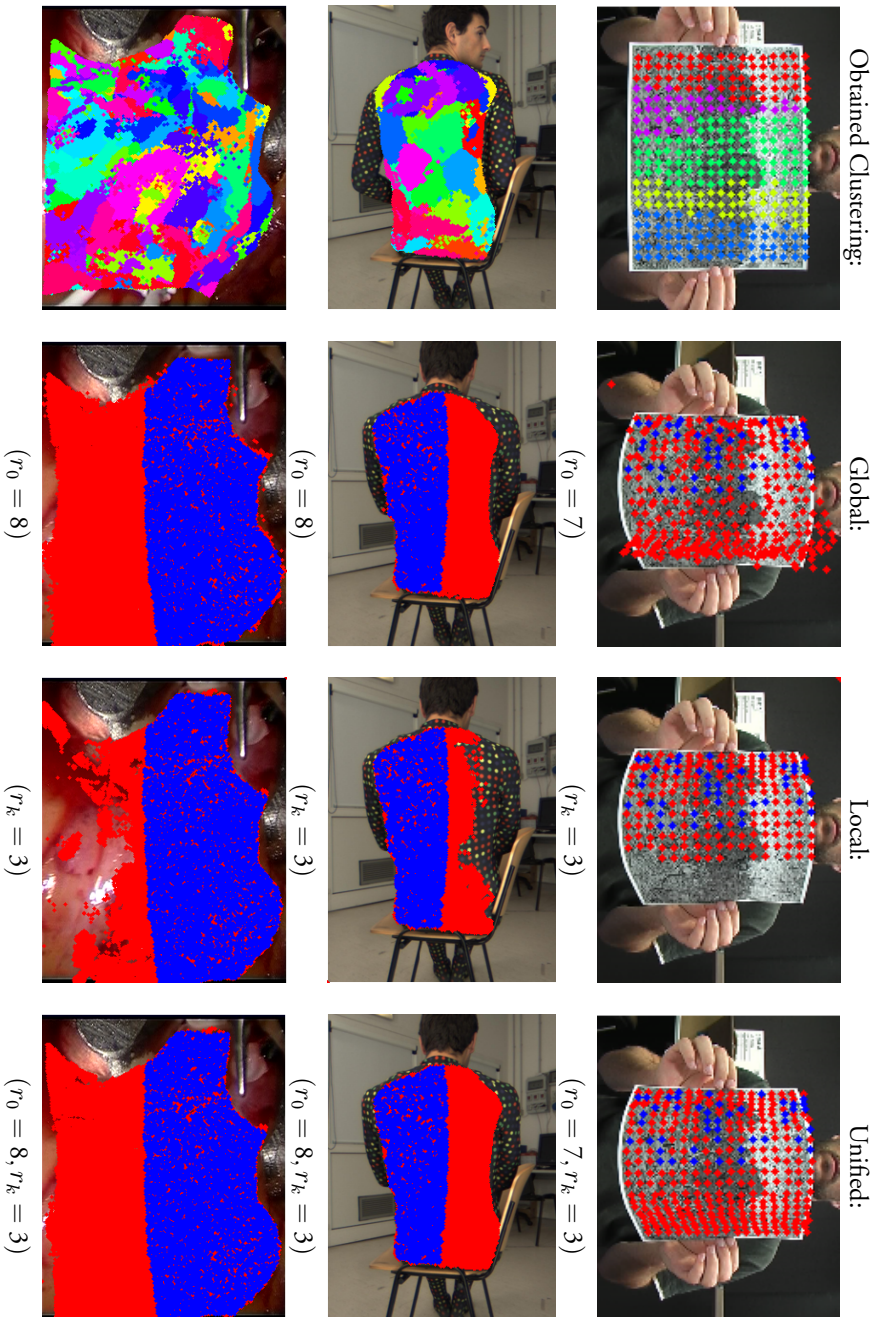 Obtained Clustering:
Global:
Local:
Unified:
(r₀ = 7)
(rₖ = 3)
(r₀ = 7, rₖ = 3)
(r₀ = 8)
(rₖ = 3)
(r₀ = 8, rₖ = 3)
(r₀ = 8)
(rₖ = 3)
(r₀ = 8, rₖ = 3)